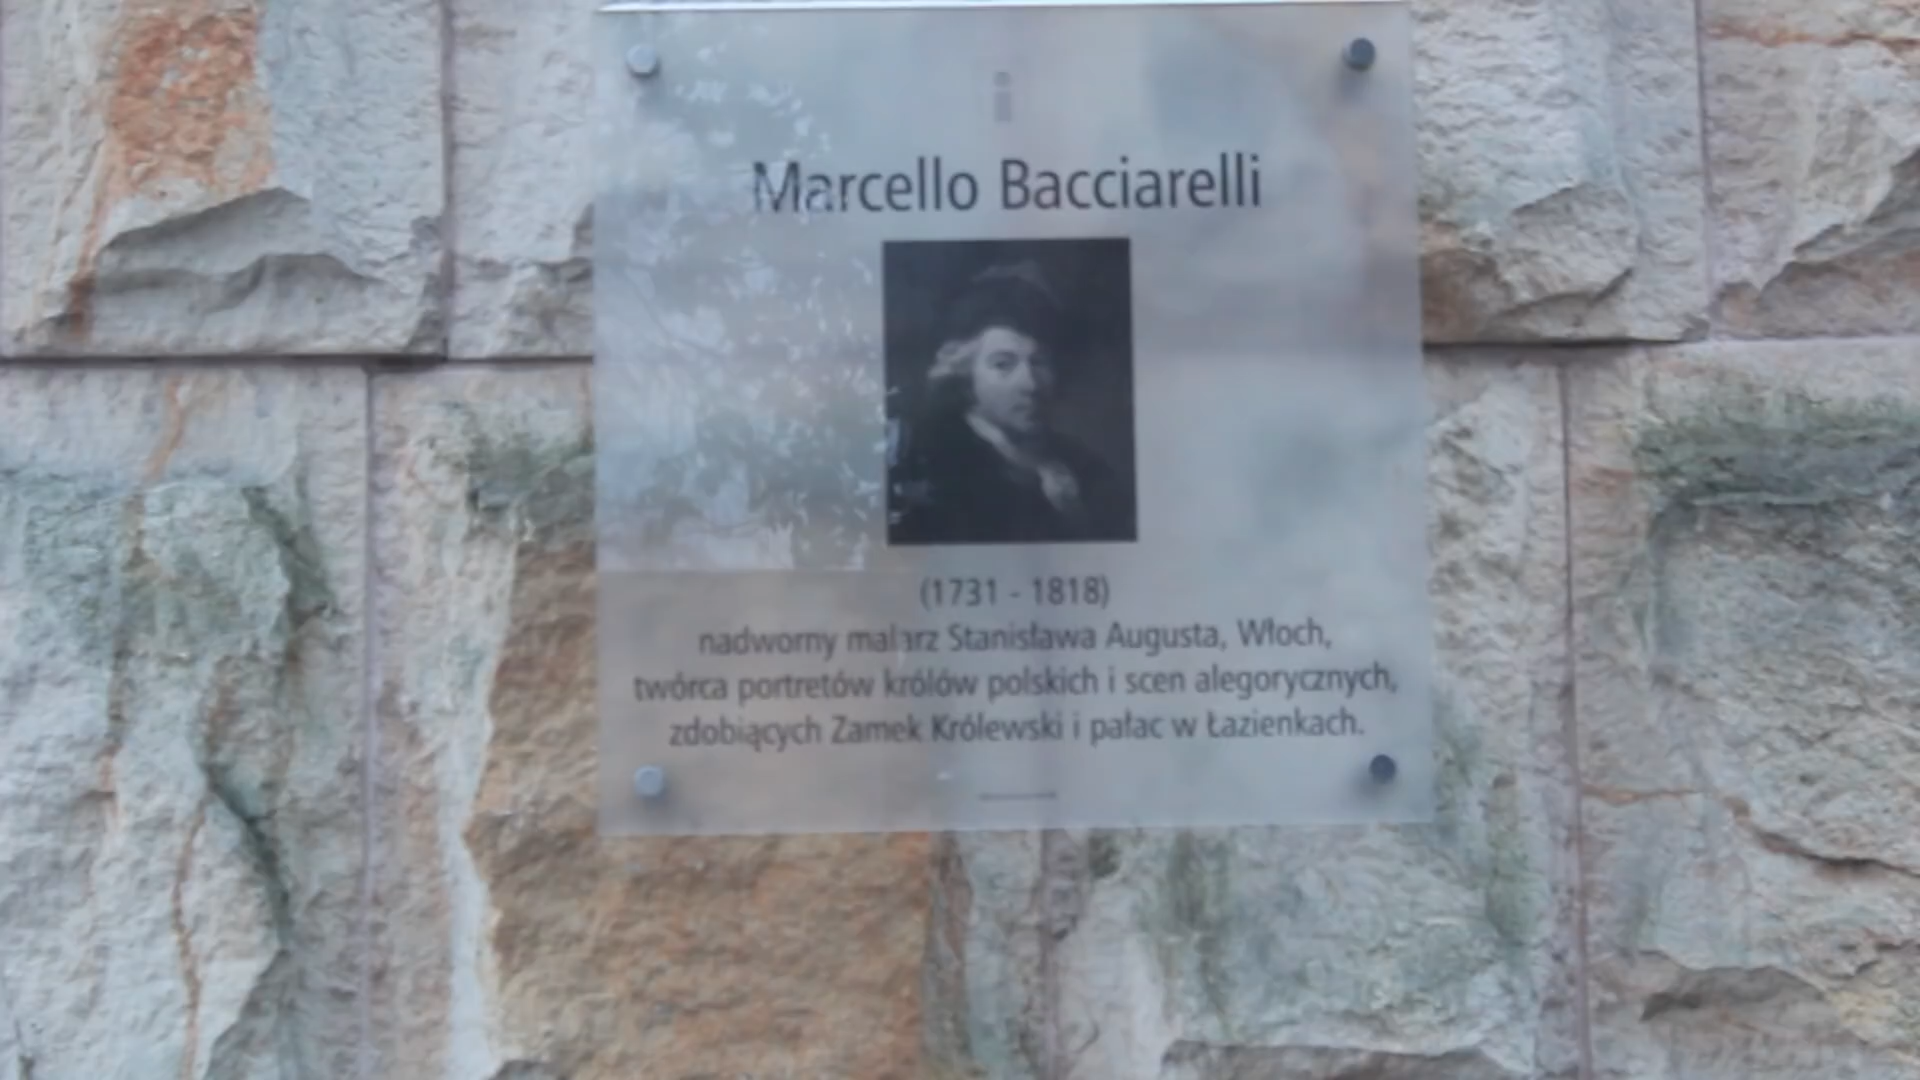 Marcello Bacciarelli
(1731 - 1818)
nadworny malarz Stanisława Augusta, Włoch,
twórca portretów królów polskich i scen alegorycznych,
zdobiących Zamek Królewski i pałac w Łazienkach.